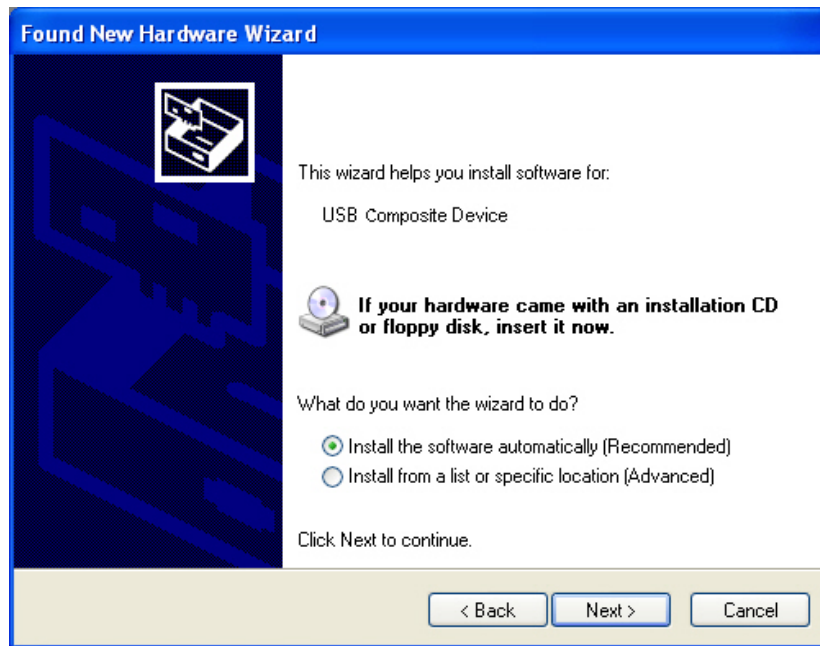 Found New Hardware Wizard
This wizard helps you install software for:
USB Composite Device
If your hardware came with an installation CD
or floppy disk, insert it now.
What do you want the wizard to do?
Install the software automatically (Recommended)
Install from a list or specific location (Advanced)
Click Next to continue.
< Back Next > Cancel